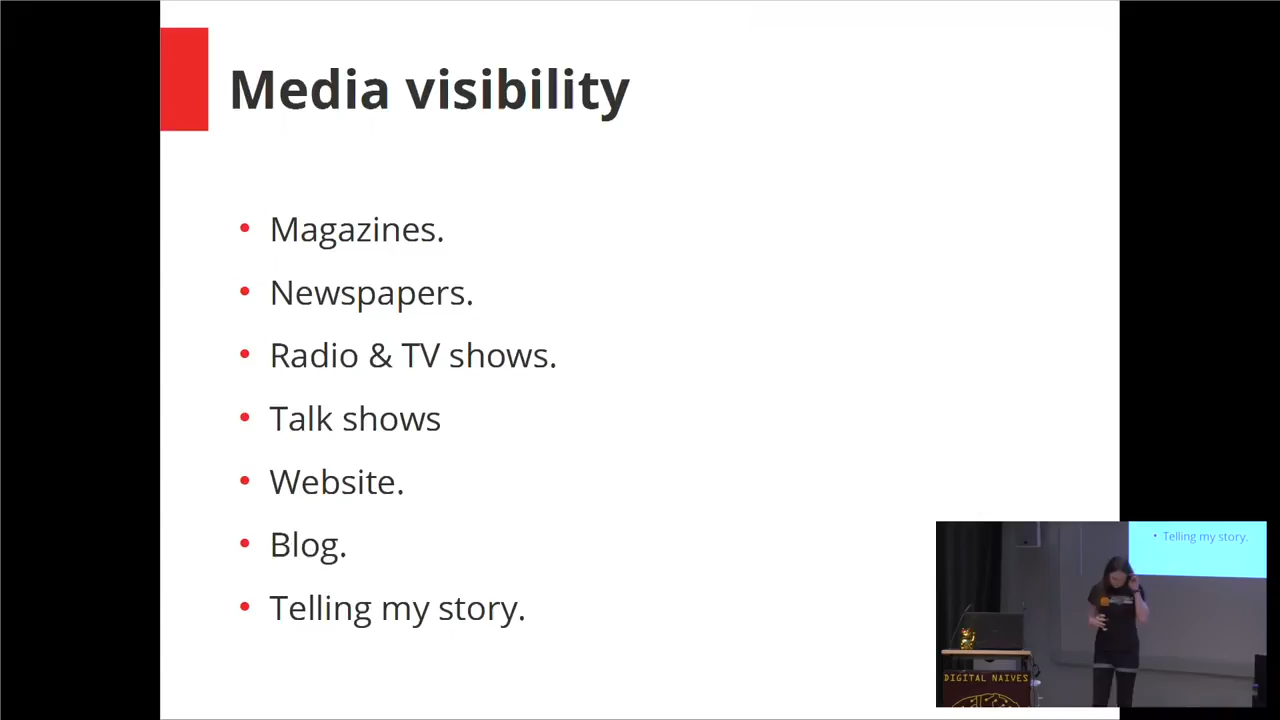 Media visibility
• Magazines.
• Newspapers.
• Radio & TV shows.
• Talk shows
• Website.
• Blog.
• Telling my story.
• Telling my story.
DIGITAL NAIVES